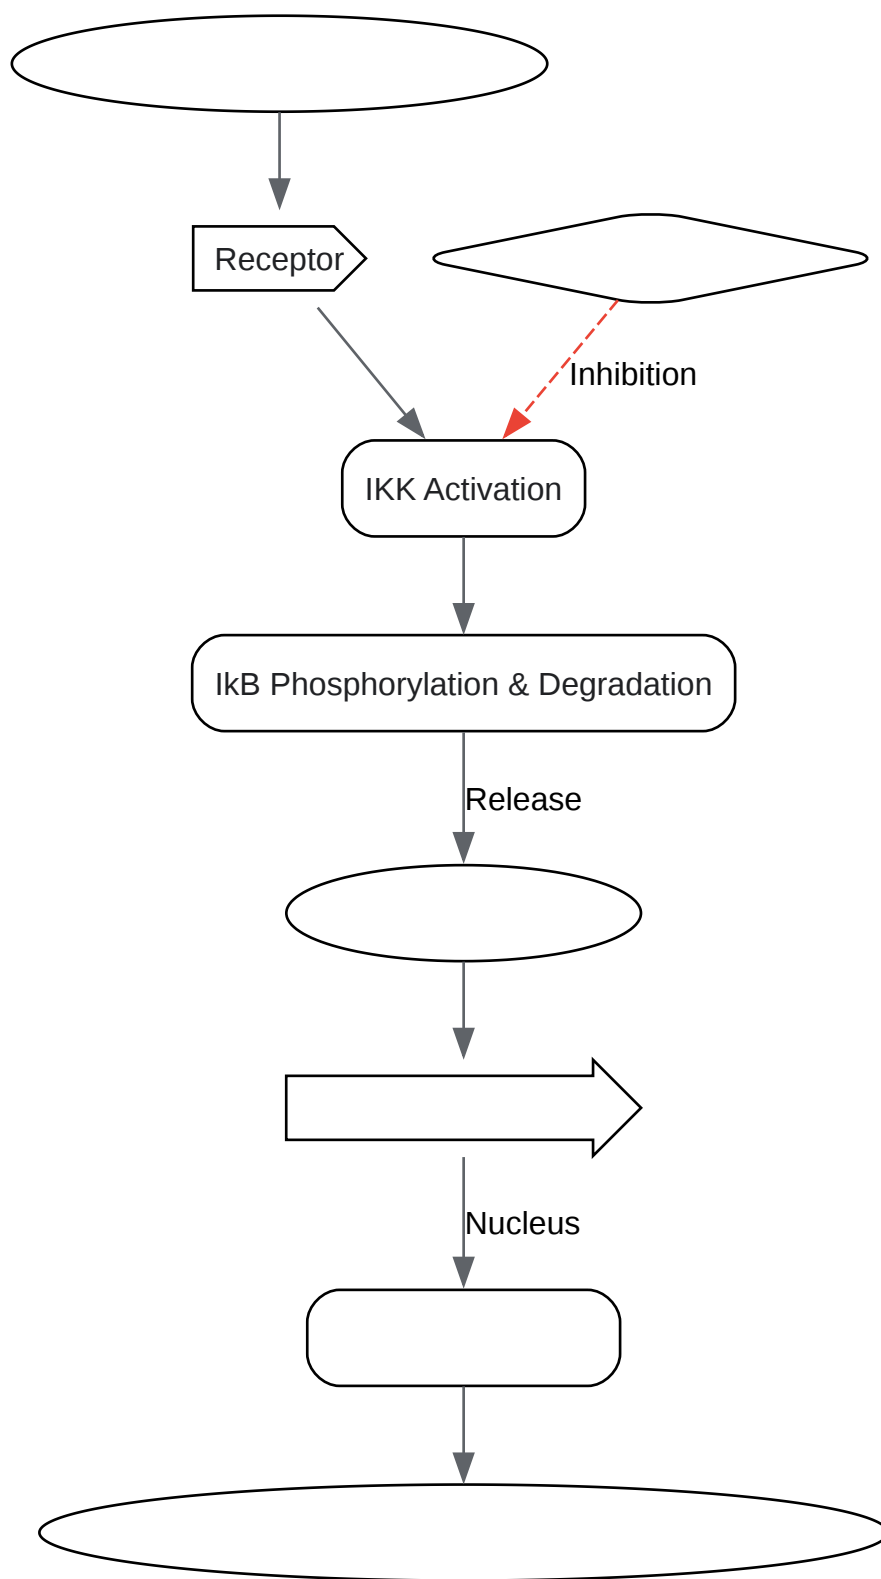 Receptor
Inhibition
IKK Activation
IkB Phosphorylation & Degradation
Release
Nucleus